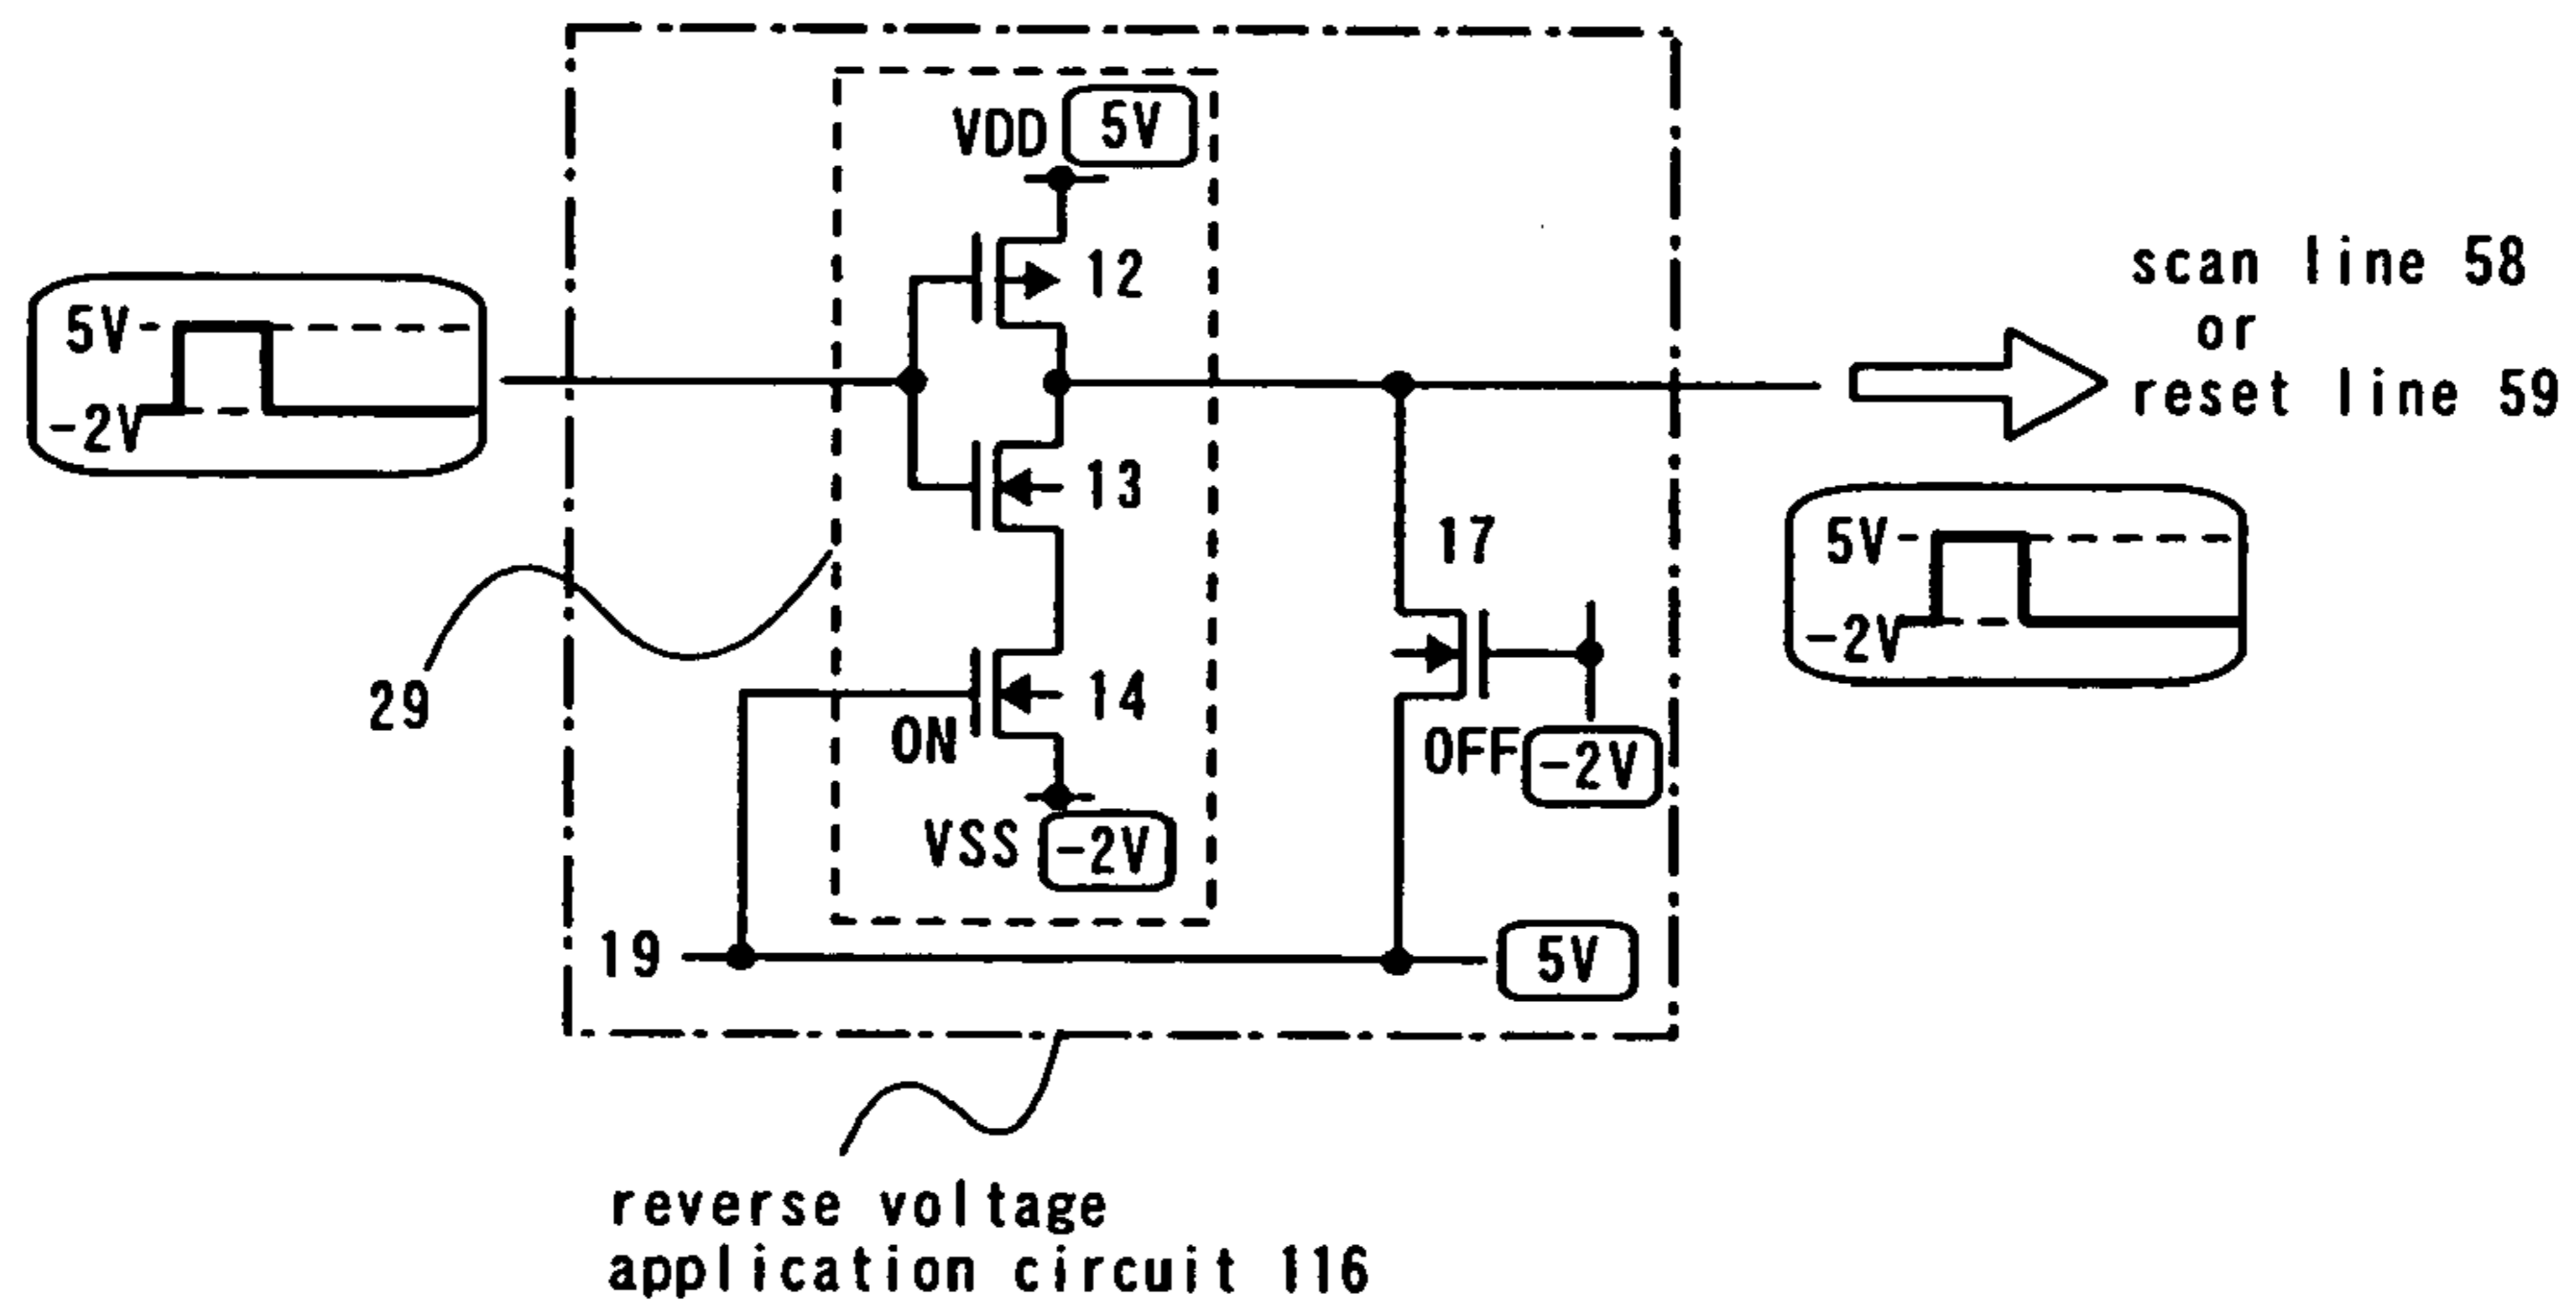 VDD 5V
12
scan line 58
or
reset line 59
5V
-2V
13
17
5V
-2V
29
14
ON
OFF -2V
VSS -2V
19
5V
reverse voltage
application circuit 116